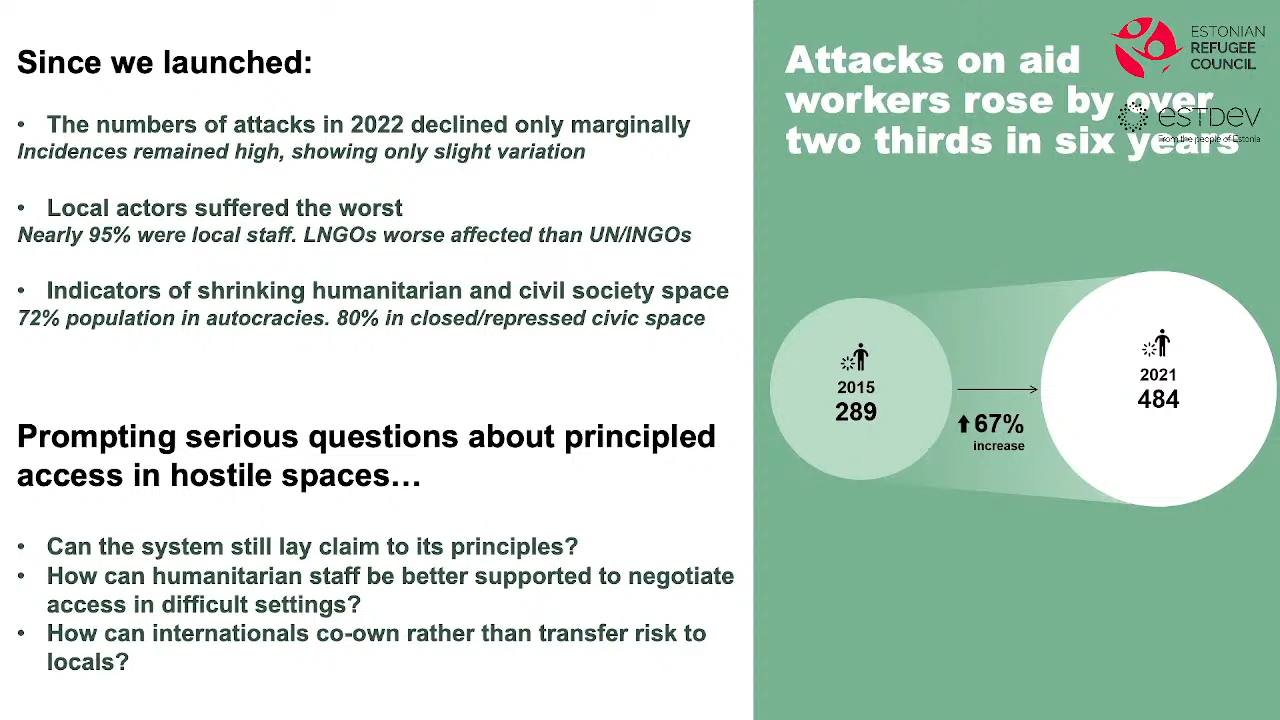 Since we launched:
• The numbers of attacks in 2022 declined only marginally
Incidences remained high, showing only slight variation
• Local actors suffered the worst
Nearly 95% were local staff. LNGOs worse affected than UN/INGOs
• Indicators of shrinking humanitarian and civil society space
72% population in autocracies. 80% in closed/repressed civic space
Prompting serious questions about principled
access in hostile spaces…
• Can the system still lay claim to its principles?
• How can humanitarian staff be better supported to negotiate
access in difficult settings?
• How can internationals co-own rather than transfer risk to
locals?
Attacks on aid
workers rose by over
two thirds in six years
ESTONIAN
REFUGEE
COUNCIL
estdev
From the people of Estonia
2015
289
67%
increase
2021
484